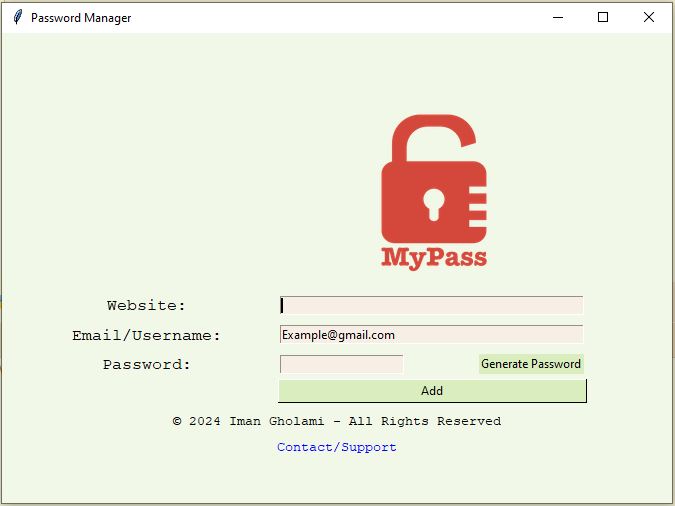 Password Manager
MyPass
Website:
Email/Username: Example@gmail.com
Password: Generate Password
Add
© 2024 Iman Gholami - All Rights Reserved
Contact/Support